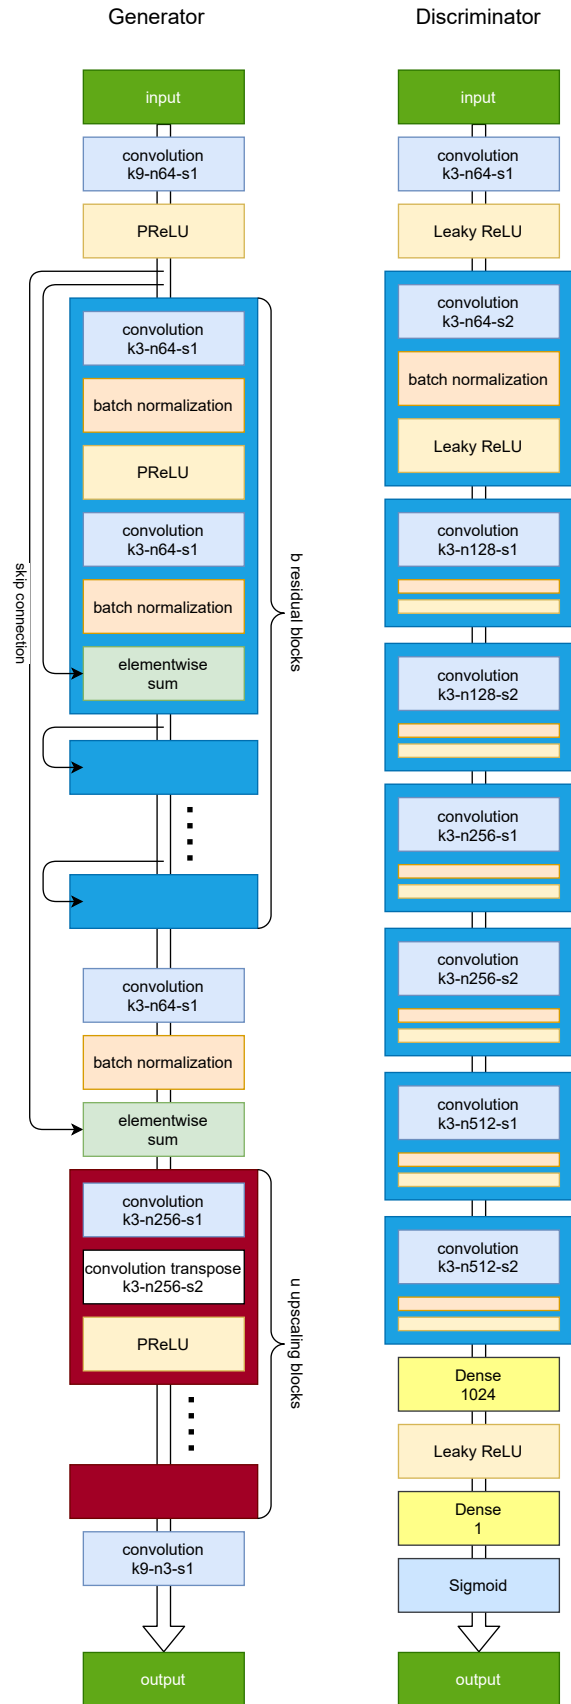 Generator
input
convolution
k9-n64-s1
PReLU
convolution
k3-n64-s1
batch normalization
PReLU
convolution
k3-n64-s1
batch normalization
elementwise
sum
b residual blocks
skip connection
convolution
k3-n64-s1
batch normalization
elementwise
sum
convolution
k3-n256-s1
convolution transpose
k3-n256-s2
PReLU
u upscaling blocks
convolution
k9-n3-s1
output
Discriminator
input
convolution
k3-n64-s1
Leaky ReLU
convolution
k3-n64-s2
batch normalization
Leaky ReLU
convolution
k3-n128-s1
convolution
k3-n128-s2
convolution
k3-n256-s1
convolution
k3-n256-s2
convolution
k3-n512-s1
convolution
k3-n512-s2
Dense
1024
Leaky ReLU
Dense
1
Sigmoid
output